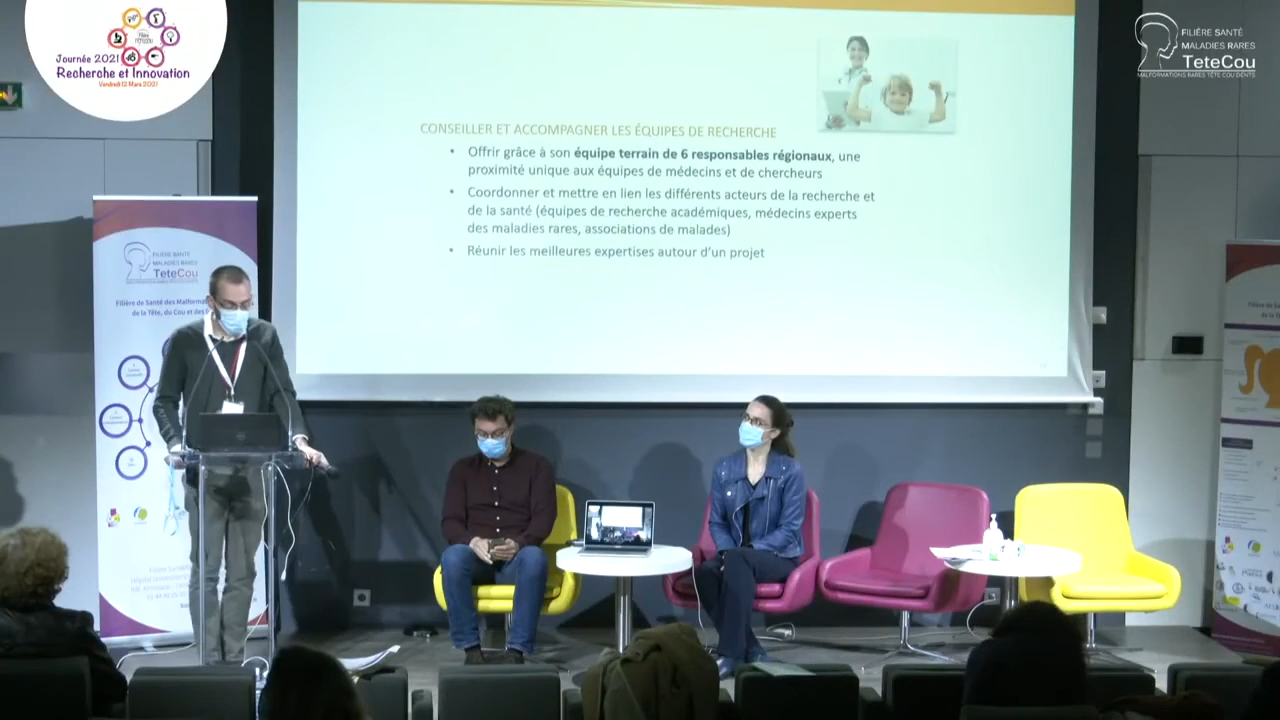 Journée 2021
Recherche et Innovation
Vendredi 12 Mars 2021
FILIÈRE SANTÉ
MALADIES RARES
TeteCou
MALFORMATIONS RARES TÊTE COU DENTS
CONSEILLER ET ACCOMPAGNER LES ÉQUIPES DE RECHERCHE
• Offrir grâce à son équipe terrain de 6 responsables régionaux, une
proximité unique aux équipes de médecins et de chercheurs
• Coordonner et mettre en lien les différents acteurs de la recherche et
de la santé (équipes de recherche académiques, médecins experts
des maladies rares, associations de malades)
• Réunir les meilleures expertises autour d'un projet
FILIÈRE SANTÉ
MALADIES RARES
TeteCou
Filière de Santé des Malformat
de la Tête, du Cou et des